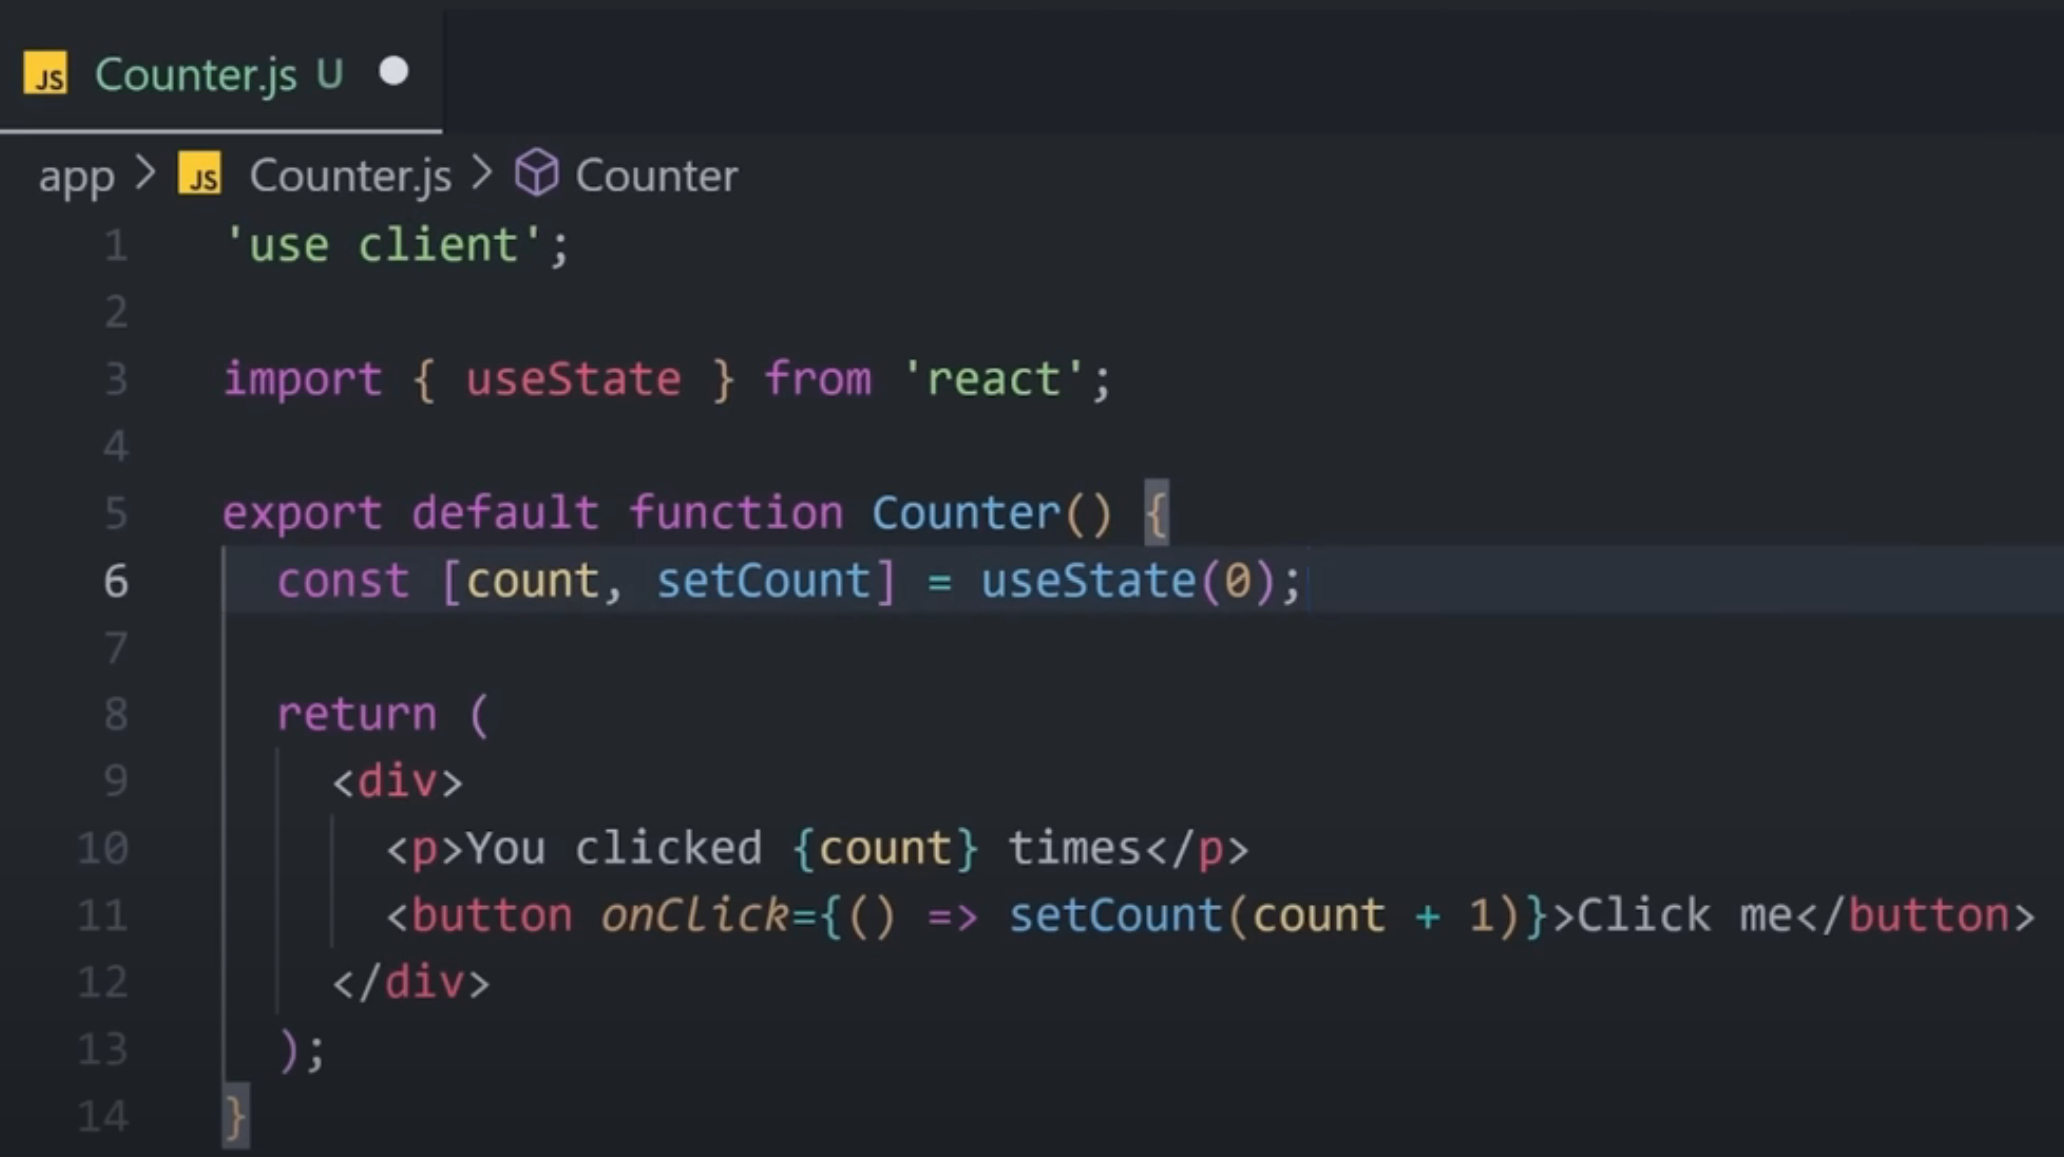 JS Counter.js U
app > JS Counter.js > Counter
1 'use client';
2
3 import { useState } from 'react';
4
5 export default function Counter() {
6   const [count, setCount] = useState(0);
7
8   return (
9     <div>
10       <p>You clicked {count} times</p>
11       <button onClick={() => setCount(count + 1)}>Click me</button>
12     </div>
13   );
14 }